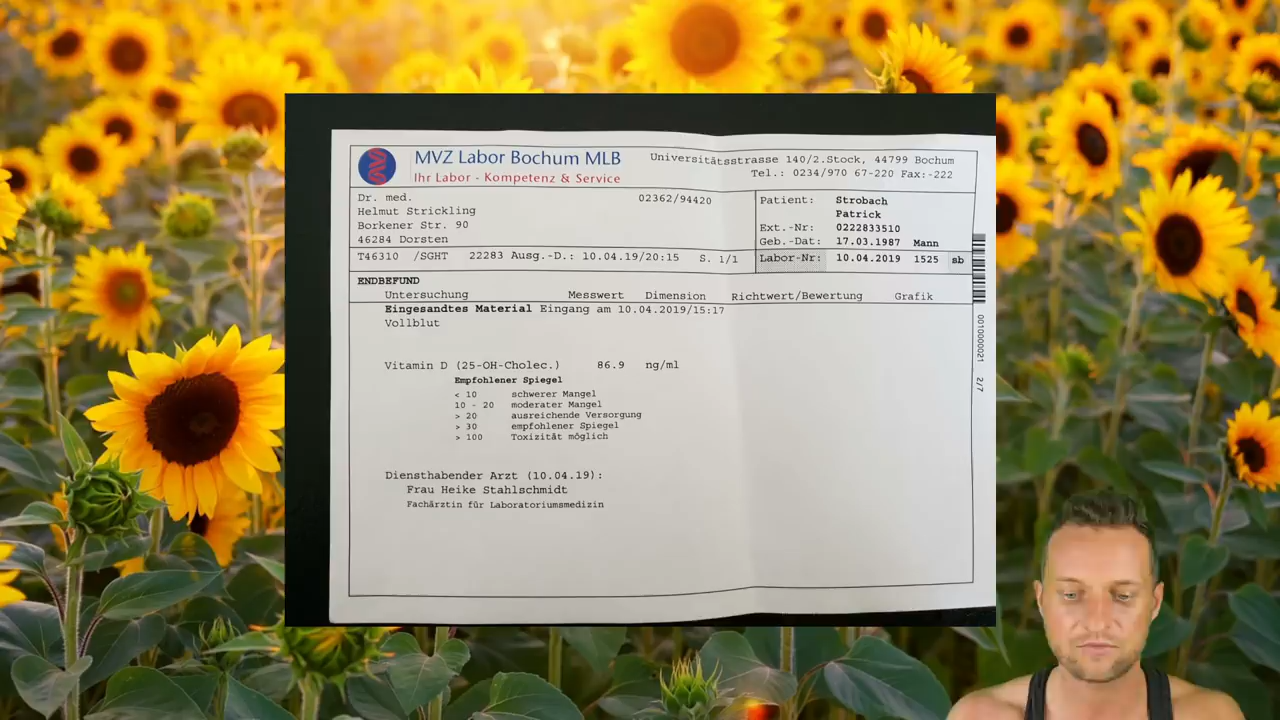 MVZ Labor Bochum MLB
Ihr Labor - Kompetenz & Service
Universitätsstrasse 140/2.Stock, 44799 Bochum
Tel.: 0234/970 67-220 Fax:-222
Dr. med. 02362/94420
Helmut Strickling
Borkener Str. 90
46284 Dorsten
Patient: Strobach
Patrick
Ext.-Nr: 0222833510
Geb.-Dat: 17.03.1987 Mann
T46310 /SGHT 22283 Ausg.-D.: 10.04.19/20:15 S. 1/1
Labor-Nr: 10.04.2019 1525 sb
ENDBEFUND
Untersuchung Messwert Dimension Richtwert/Bewertung Grafik
Eingesandtes Material Eingang am 10.04.2019/15:17
Vollblut
Vitamin D (25-OH-Cholec.) 86.9 ng/ml
Empfohlener Spiegel
< 10 schwerer Mangel
10 - 20 moderater Mangel
> 20 ausreichende Versorgung
> 30 empfohlener Spiegel
> 100 Toxizität möglich
Diensthabender Arzt (10.04.19):
Frau Heike Stahlschmidt
Fachärztin für Laboratoriumsmedizin
0010000021 2/7